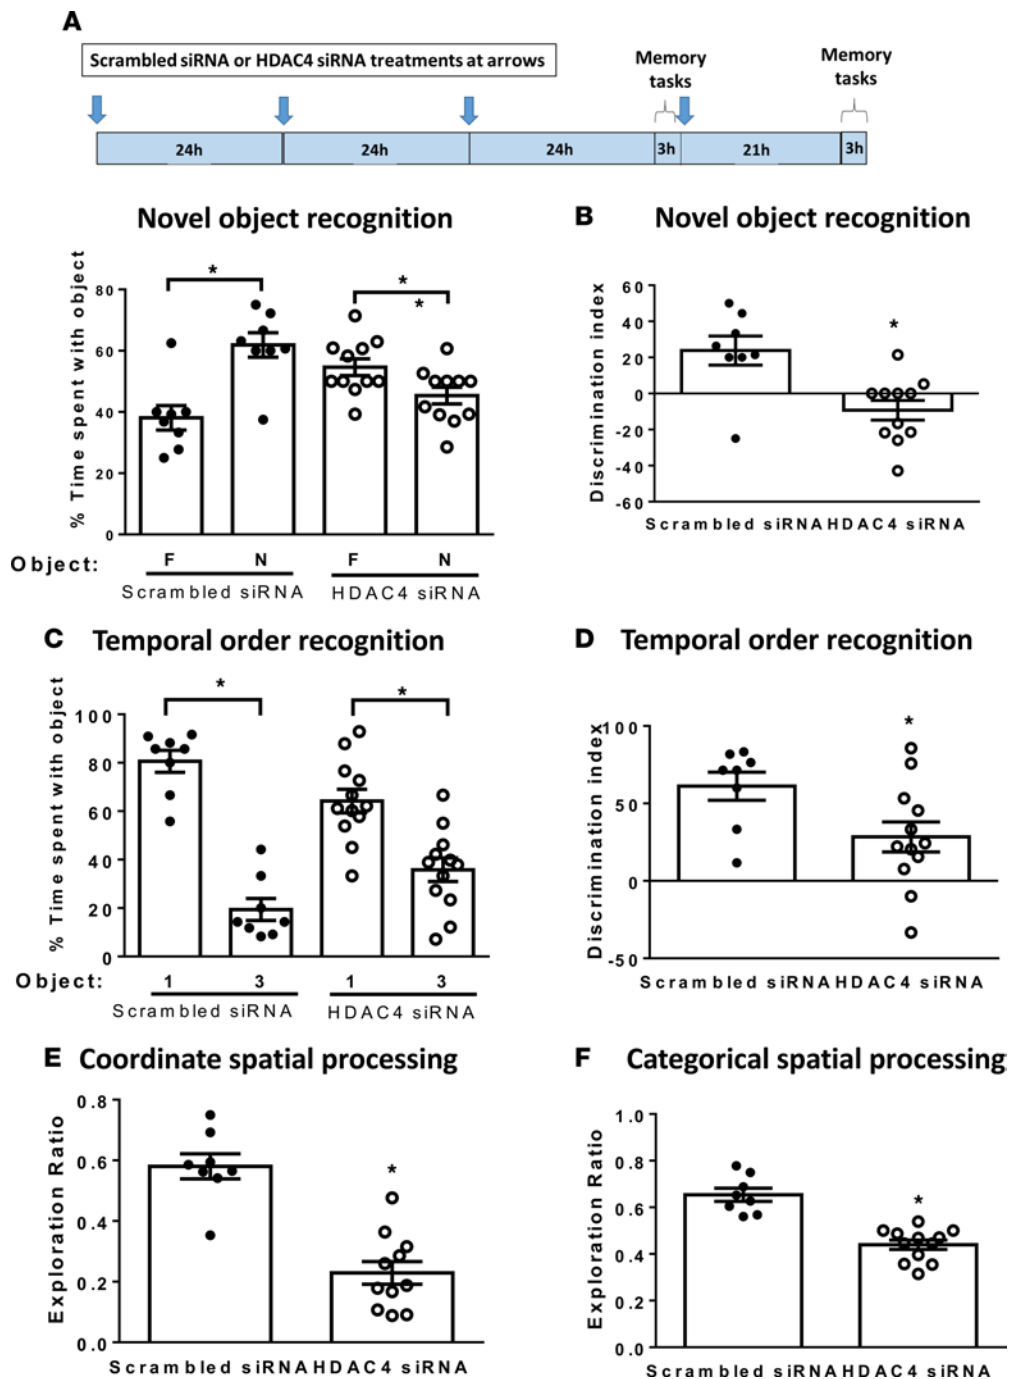 A
Scrambled siRNA or HDAC4 siRNA treatments at arrows
Memory tasks
Memory tasks
24h 24h 24h 3h 21h 3h
Novel object recognition
% Time spent with object
80
60
40
20
0
* * *
Object: F N F N
Scrambled siRNA HDAC4 siRNA
B Novel object recognition
Discrimination index
60
40
20
0
-20
-40
-60
*
Scrambled siRNA HDAC4 siRNA
C Temporal order recognition
% Time spent with object
100
80
60
40
20
0
* *
Object: 1 3 1 3
Scrambled siRNA HDAC4 siRNA
D Temporal order recognition
Discrimination index
100
50
0
-50
*
Scrambled siRNA HDAC4 siRNA
E Coordinate spatial processing
Exploration Ratio
0.8
0.6
0.4
0.2
0.0
*
Scrambled siRNA HDAC4 siRNA
F Categorical spatial processing
Exploration Ratio
1.0
0.8
0.6
0.4
0.2
0.0
*
Scrambled siRNA HDAC4 siRNA